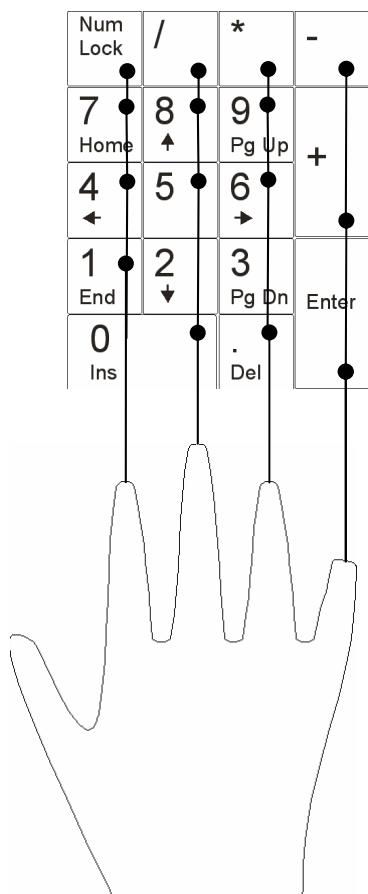 Num
Lock
/
*
-
7
Home
8
9
Pg Up
+
4
5
6
1
End
2
3
Pg Dn
Enter
0
Ins
.
Del